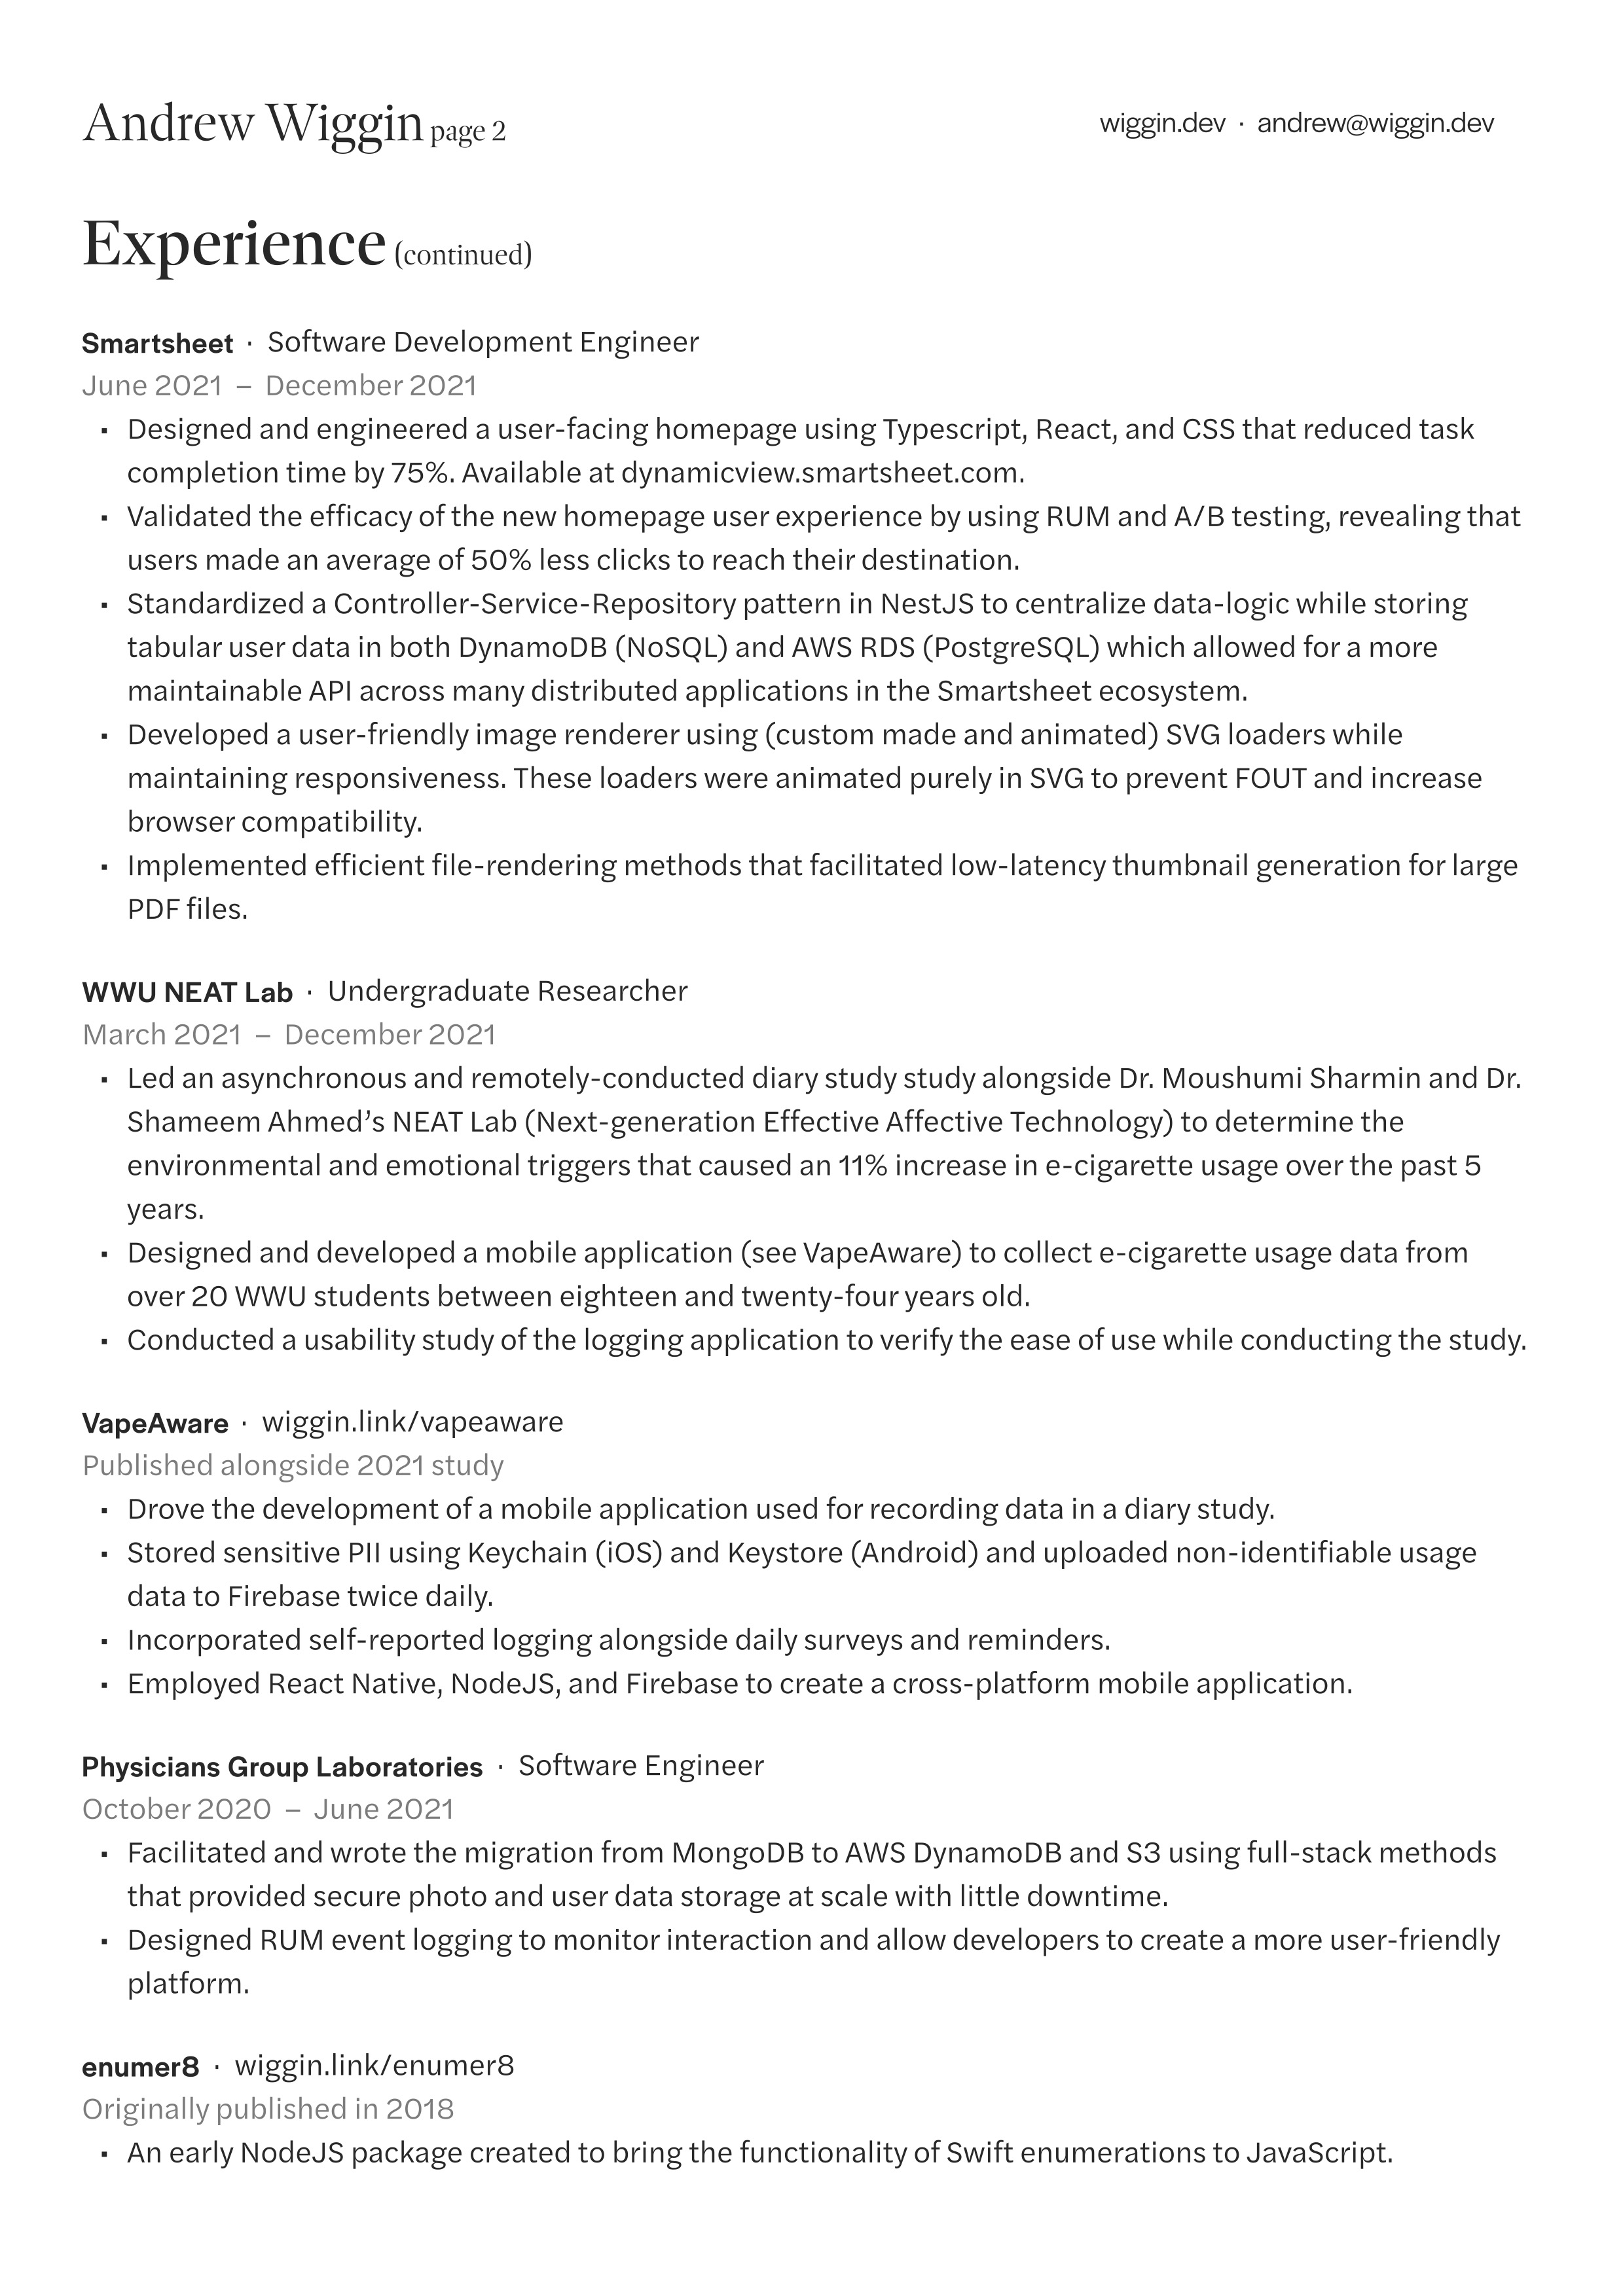 Andrew Wiggin page 2
wiggin.dev · andrew@wiggin.dev
Experience (continued)
Smartsheet · Software Development Engineer
June 2021 – December 2021
▪ Designed and engineered a user-facing homepage using Typescript, React, and CSS that reduced task
completion time by 75%. Available at dynamicview.smartsheet.com.
▪ Validated the efficacy of the new homepage user experience by using RUM and A/B testing, revealing that
users made an average of 50% less clicks to reach their destination.
▪ Standardized a Controller-Service-Repository pattern in NestJS to centralize data-logic while storing
tabular user data in both DynamoDB (NoSQL) and AWS RDS (PostgreSQL) which allowed for a more
maintainable API across many distributed applications in the Smartsheet ecosystem.
▪ Developed a user-friendly image renderer using (custom made and animated) SVG loaders while
maintaining responsiveness. These loaders were animated purely in SVG to prevent FOUT and increase
browser compatibility.
▪ Implemented efficient file-rendering methods that facilitated low-latency thumbnail generation for large
PDF files.
WWU NEAT Lab · Undergraduate Researcher
March 2021 – December 2021
▪ Led an asynchronous and remotely-conducted diary study study alongside Dr. Moushumi Sharmin and Dr.
Shameem Ahmed’s NEAT Lab (Next-generation Effective Affective Technology) to determine the
environmental and emotional triggers that caused an 11% increase in e-cigarette usage over the past 5
years.
▪ Designed and developed a mobile application (see VapeAware) to collect e-cigarette usage data from
over 20 WWU students between eighteen and twenty-four years old.
▪ Conducted a usability study of the logging application to verify the ease of use while conducting the study.
VapeAware · wiggin.link/vapeaware
Published alongside 2021 study
▪ Drove the development of a mobile application used for recording data in a diary study.
▪ Stored sensitive PII using Keychain (iOS) and Keystore (Android) and uploaded non-identifiable usage
data to Firebase twice daily.
▪ Incorporated self-reported logging alongside daily surveys and reminders.
▪ Employed React Native, NodeJS, and Firebase to create a cross-platform mobile application.
Physicians Group Laboratories · Software Engineer
October 2020 – June 2021
▪ Facilitated and wrote the migration from MongoDB to AWS DynamoDB and S3 using full-stack methods
that provided secure photo and user data storage at scale with little downtime.
▪ Designed RUM event logging to monitor interaction and allow developers to create a more user-friendly
platform.
enumer8 · wiggin.link/enumer8
Originally published in 2018
▪ An early NodeJS package created to bring the functionality of Swift enumerations to JavaScript.